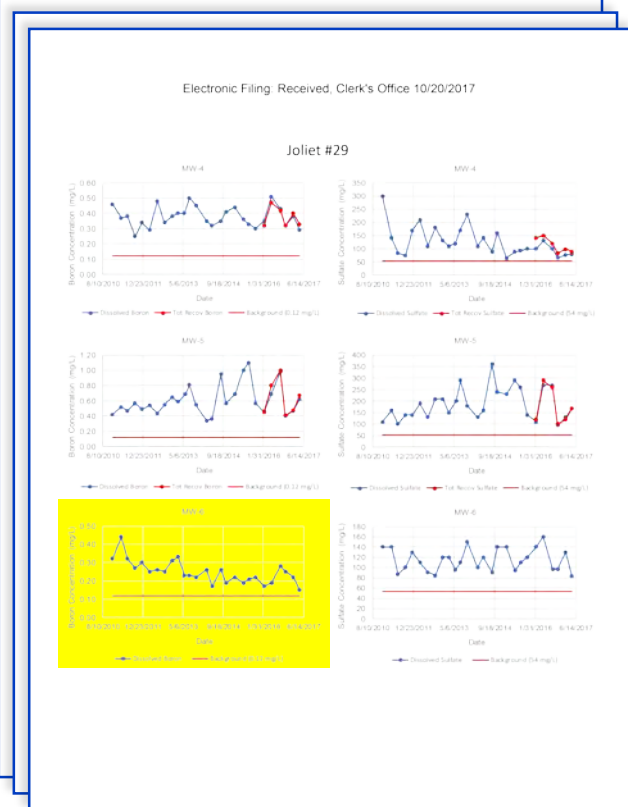 Electronic Filing: Received, Clerk's Office 10/20/2017
Joliet #29
MW-4
Boron Concentration (mg/L)
0.60
0.50
0.40
0.30
0.20
0.10
0.00
8/10/2010 12/23/2011 5/6/2013 9/18/2014 1/31/2016 6/14/2017
Date
Dissolved Boron Tot Recov Boron Background (0.12 mg/L)
MW-4
Sulfate Concentration (mg/L)
350
300
250
200
150
100
50
0
8/10/2010 12/23/2011 5/6/2013 9/18/2014 1/31/2016 6/14/2017
Date
Dissolved Sulfate Tot Recov Sulfate Background (54 mg/L)
MW-5
Boron Concentration (mg/L)
1.20
1.00
0.80
0.60
0.40
0.20
0.00
8/10/2010 12/23/2011 5/6/2013 9/18/2014 1/31/2016 6/14/2017
Date
Dissolved Boron Tot Recov Boron Background (0.12 mg/L)
MW-5
Sulfate Concentration (mg/L)
400
350
300
250
200
150
100
50
0
8/10/2010 12/23/2011 5/6/2013 9/18/2014 1/31/2016 6/14/2017
Date
Dissolved Sulfate Tot Recov Sulfate Background (54 mg/L)
MW-6
Boron Concentration (mg/L)
0.50
0.40
0.30
0.20
0.10
0.00
8/10/2010 12/23/2011 5/6/2013 9/18/2014 1/31/2016 6/14/2017
Date
Dissolved Boron Background (0.12 mg/L)
MW-6
Sulfate Concentration (mg/L)
180
160
140
120
100
80
60
40
20
0
8/10/2010 12/23/2011 5/6/2013 9/18/2014 1/31/2016 6/14/2017
Date
Dissolved Sulfate Background (54 mg/L)